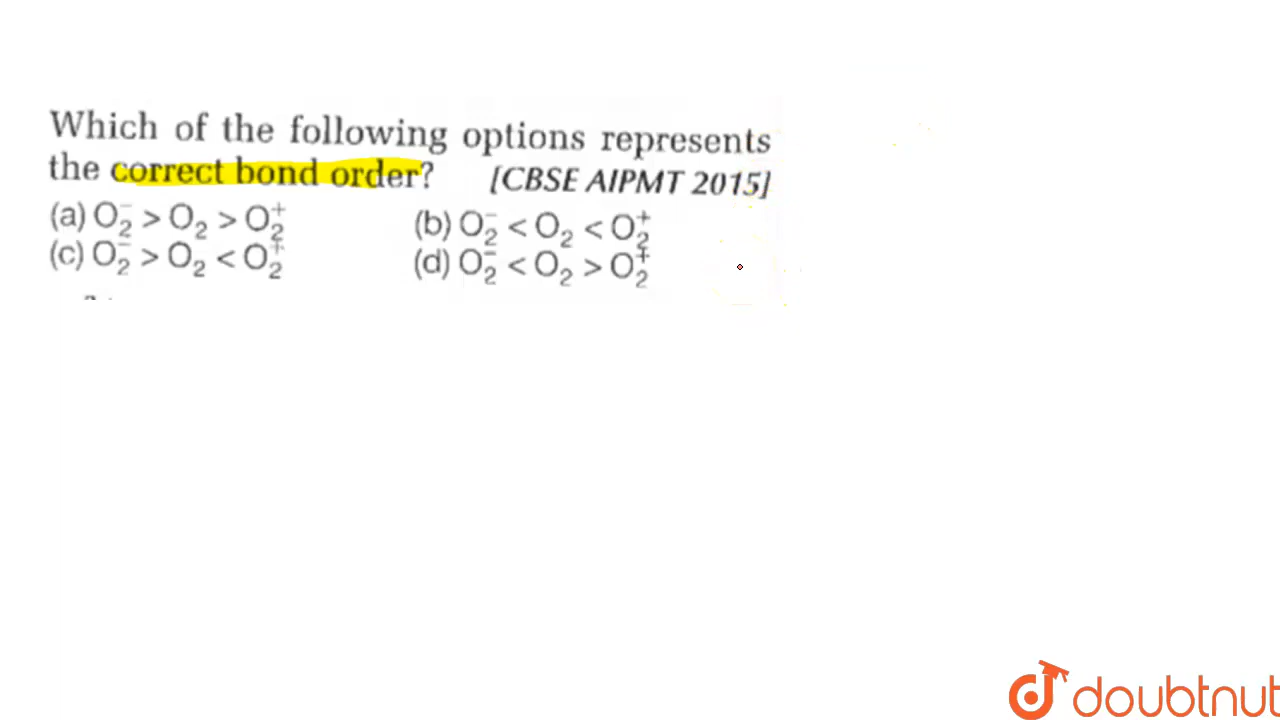 Which of the following options represents
the correct bond order? [CBSE AIPMT 2015]
(a) O₂⁻ > O₂ > O₂⁺ (b) O₂⁻ < O₂ < O₂⁺
(c) O₂⁻ > O₂ < O₂⁺ (d) O₂⁻ < O₂ > O₂⁺
doubtnut